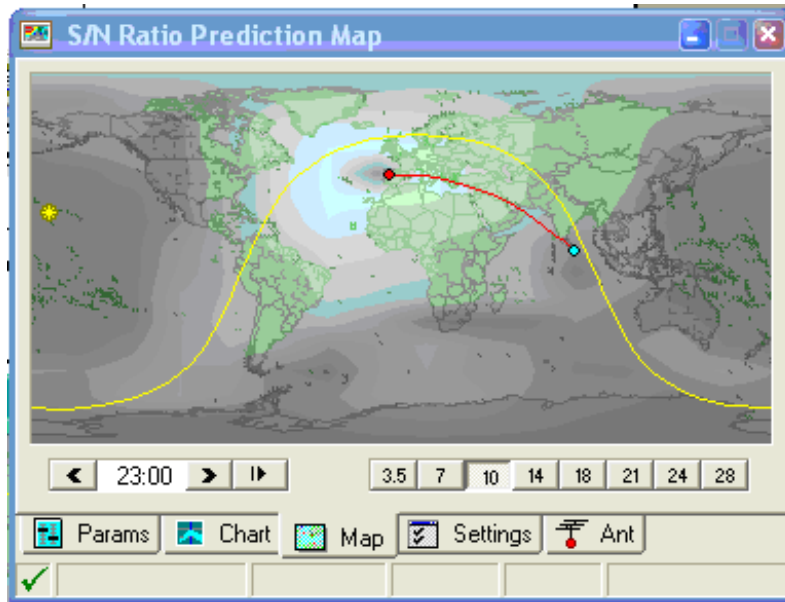 S/N Ratio Prediction Map
23:00 3.5 7 10 14 18 21 24 28
Params Chart Map Settings Ant